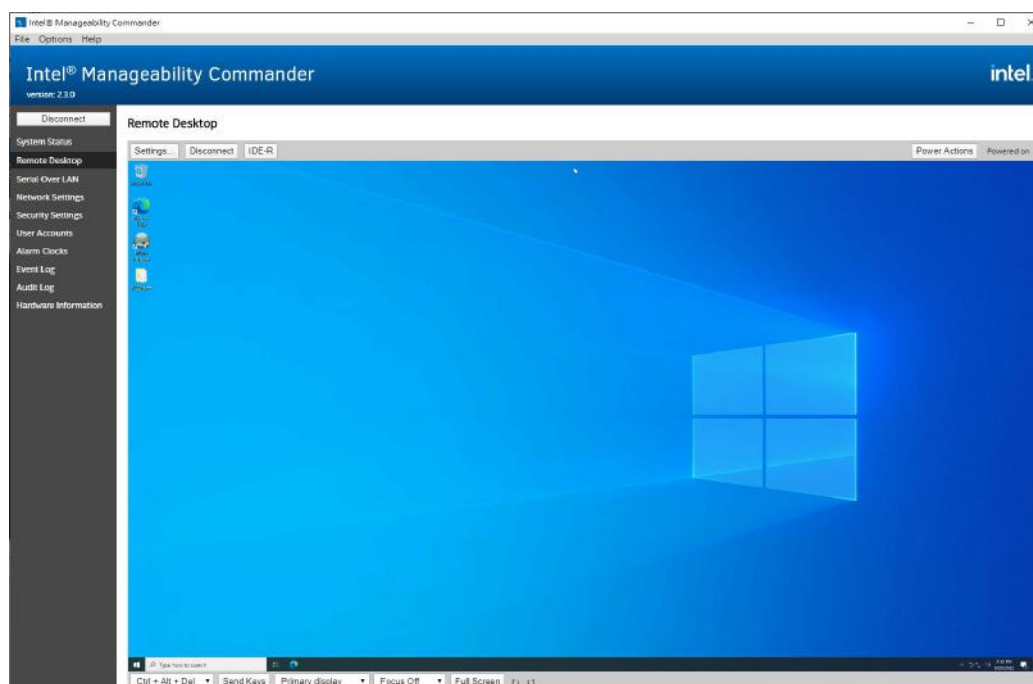 Intel® Manageability Commander
File Options Help
Intel® Manageability Commander
version: 2.3.0
intel.
Disconnect
System Status
Remote Desktop
Serial Over LAN
Network Settings
Security Settings
User Accounts
Alarm Clocks
Event Log
Audit Log
Hardware Information
Remote Desktop
Settings... Disconnect IDE-R
Power Actions Powered on
Type here to search
Ctrl + Alt + Del Send Keys Primary display Focus Off Full Screen